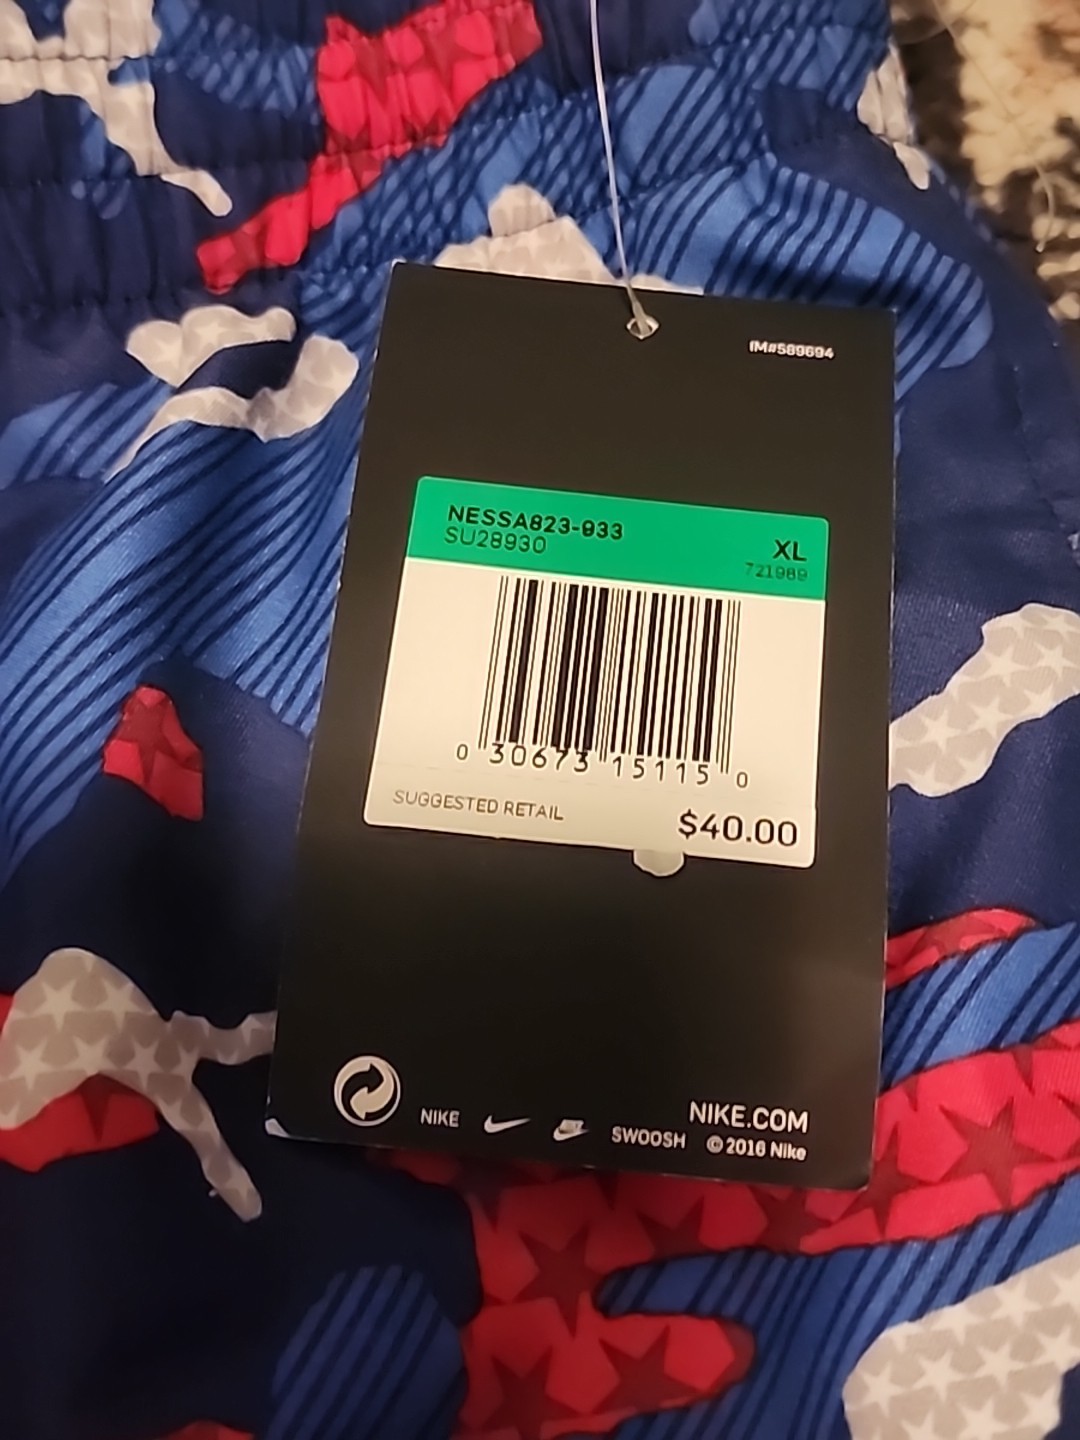 IM#589694
NESSA823-933
SU28930
XL
721989
0 30673 15115 0
SUGGESTED RETAIL
$40.00
NIKE
SWOOSH
NIKE.COM
© 2016 Nike